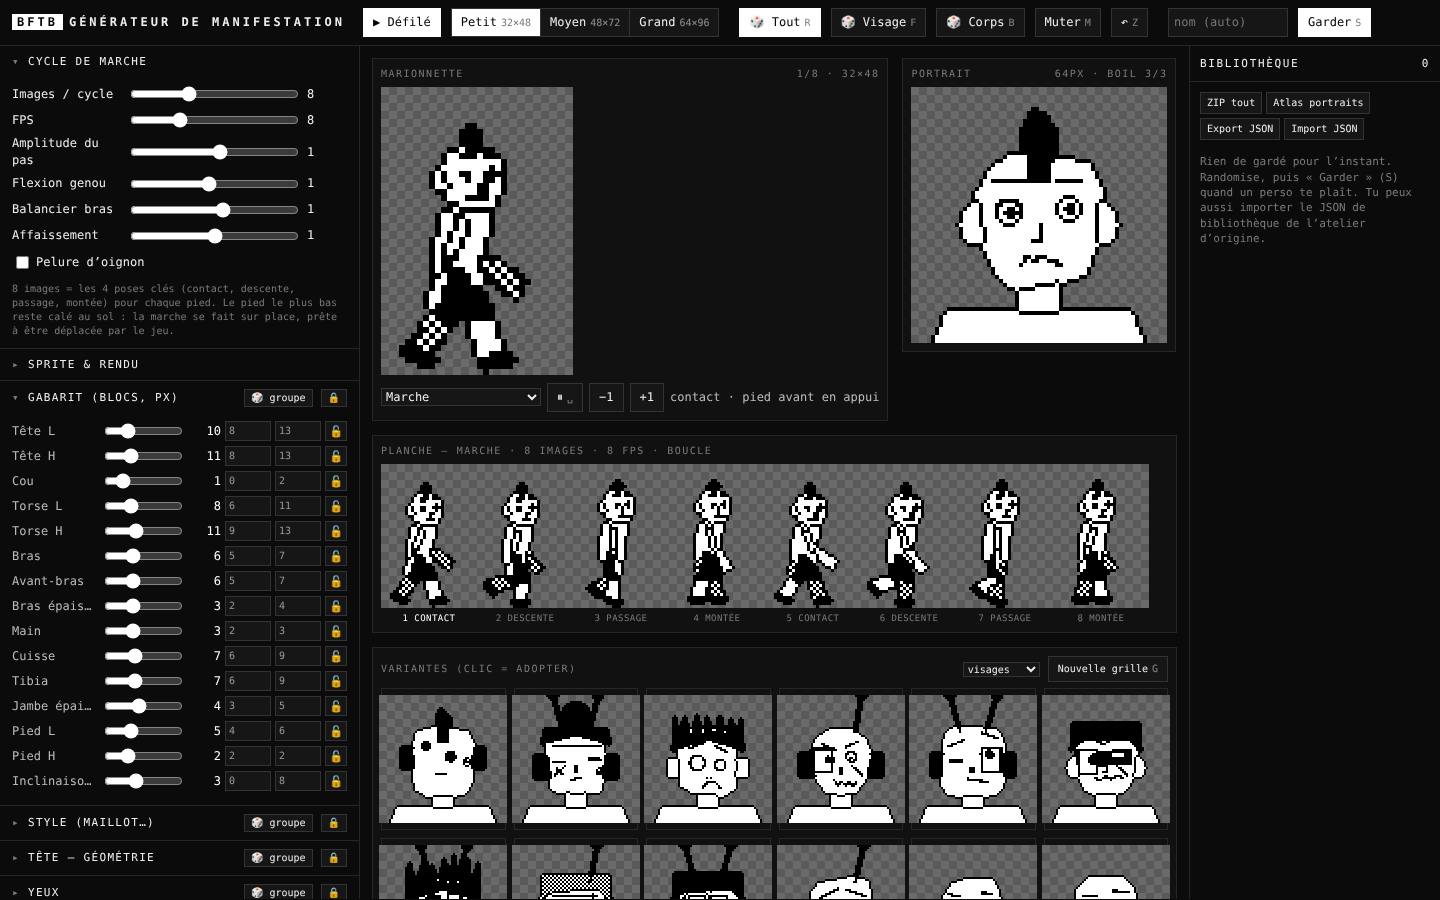 BFTB GÉNÉRATEUR DE MANIFESTATION ▶ Défilé Petit 32×48 Moyen 48×72 Grand 64×96 🎲 Tout R 🎲 Visage F 🎲 Corps B Muter M ↶ Z nom (auto) Garder S
▾ CYCLE DE MARCHE
Images / cycle 8
FPS 8
Amplitude du pas 1
Flexion genou 1
Balancier bras 1
Affaissement 1
Pelure d’oignon
8 images = les 4 poses clés (contact, descente,
passage, montée) pour chaque pied. Le pied le plus bas
reste calé au sol : la marche se fait sur place, prête
à être déplacée par le jeu.
▸ SPRITE & RENDU
▾ GABARIT (BLOCS, PX) 🎲 groupe 🔒
Tête L 10 8 13 🔓
Tête H 11 8 13 🔓
Cou 1 0 2 🔓
Torse L 8 6 11 🔓
Torse H 11 9 13 🔓
Bras 6 5 7 🔓
Avant-bras 6 5 7 🔓
Bras épais… 3 2 4 🔓
Main 3 2 3 🔓
Cuisse 7 6 9 🔓
Tibia 7 6 9 🔓
Jambe épai… 4 3 5 🔓
Pied L 5 4 6 🔓
Pied H 2 2 2 🔓
Inclinaiso… 3 0 8 🔓
▸ STYLE (MAILLOT…) 🎲 groupe 🔒
▸ TÊTE — GÉOMÉTRIE 🎲 groupe 🔒
▸ YEUX 🎲 groupe 🔒
MARIONNETTE 1/8 · 32×48
Marche ⏸ ␣ −1 +1 contact · pied avant en appui
PORTRAIT 64PX · BOIL 3/3
PLANCHE — MARCHE · 8 IMAGES · 8 FPS · BOUCLE
1 CONTACT 2 DESCENTE 3 PASSAGE 4 MONTÉE 5 CONTACT 6 DESCENTE 7 PASSAGE 8 MONTÉE
VARIANTES (CLIC = ADOPTER) visages Nouvelle grille G
BIBLIOTHÈQUE 0
ZIP tout Atlas portraits
Export JSON Import JSON
Rien de gardé pour l’instant.
Randomise, puis « Garder » (S)
quand un perso te plaît. Tu peux
aussi importer le JSON de
bibliothèque de l’atelier
d’origine.